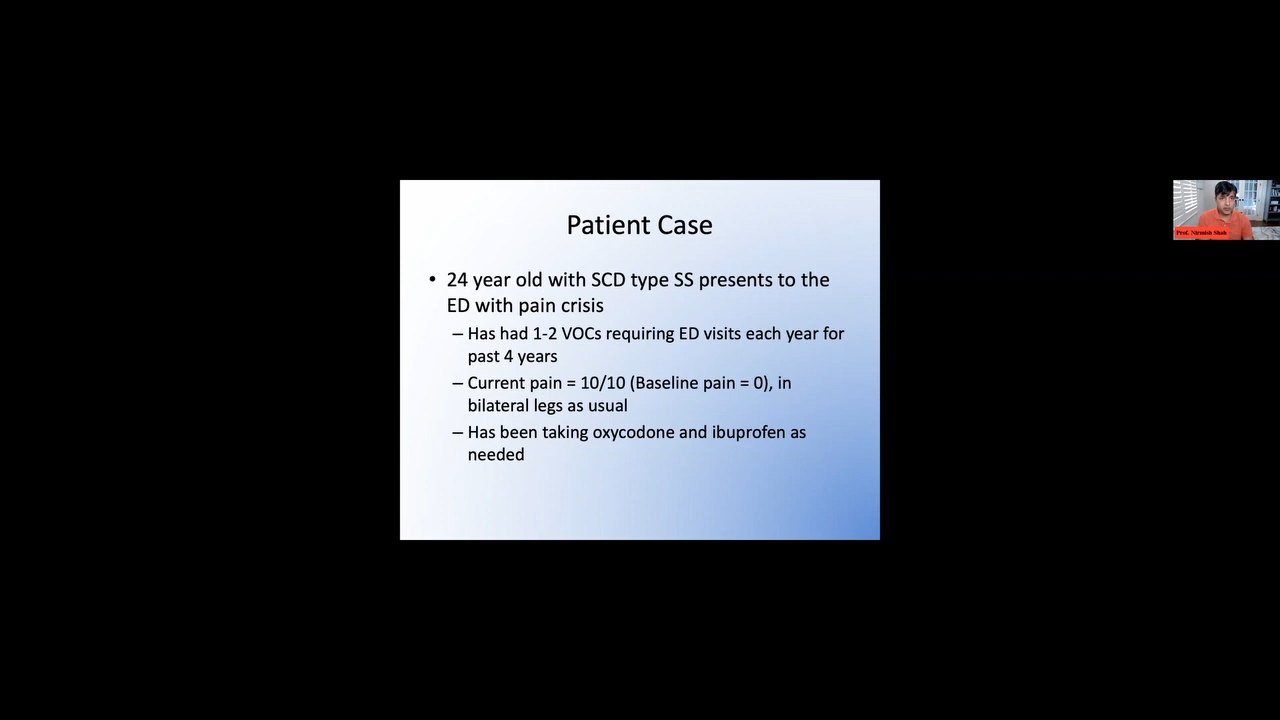 Patient Case
• 24 year old with SCD type SS presents to the
ED with pain crisis
– Has had 1-2 VOCs requiring ED visits each year for
past 4 years
– Current pain = 10/10 (Baseline pain = 0), in
bilateral legs as usual
– Has been taking oxycodone and ibuprofen as
needed
Prof. Nirmish Shah